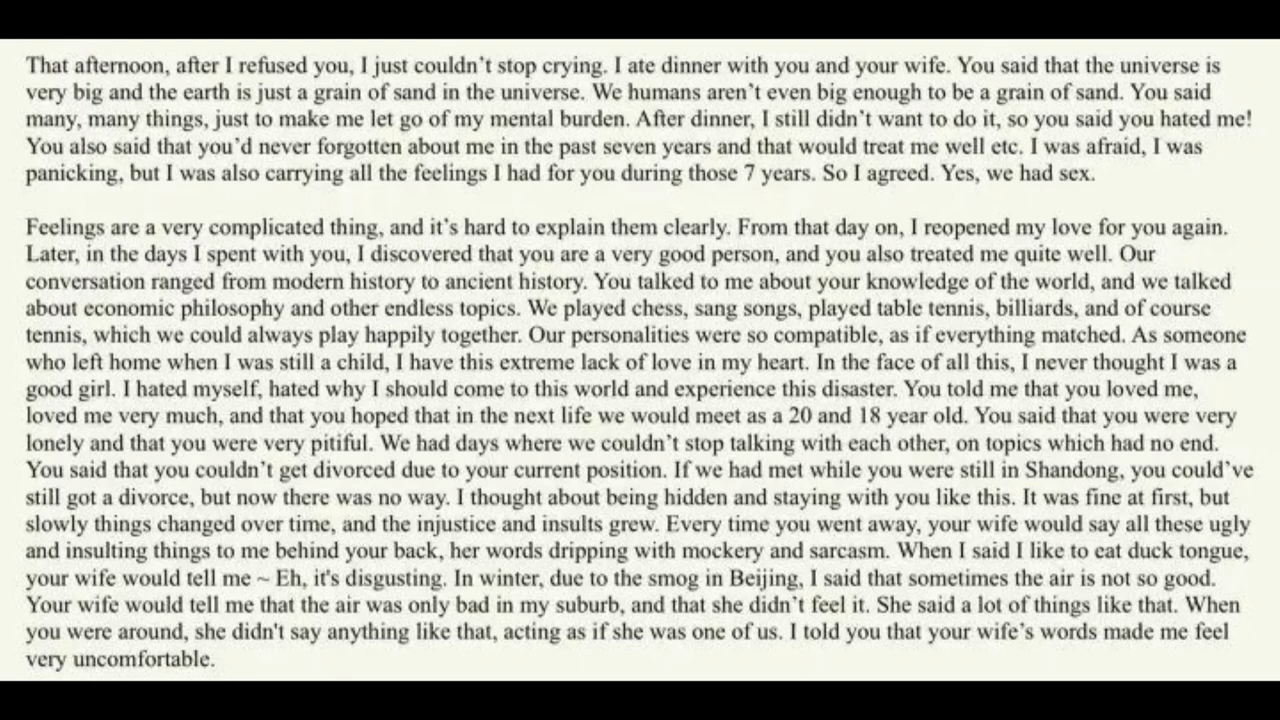 That afternoon, after I refused you, I just couldn’t stop crying. I ate dinner with you and your wife. You said that the universe is
very big and the earth is just a grain of sand in the universe. We humans aren’t even big enough to be a grain of sand. You said
many, many things, just to make me let go of my mental burden. After dinner, I still didn’t want to do it, so you said you hated me!
You also said that you’d never forgotten about me in the past seven years and that would treat me well etc. I was afraid, I was
panicking, but I was also carrying all the feelings I had for you during those 7 years. So I agreed. Yes, we had sex.
Feelings are a very complicated thing, and it’s hard to explain them clearly. From that day on, I reopened my love for you again.
Later, in the days I spent with you, I discovered that you are a very good person, and you also treated me quite well. Our
conversation ranged from modern history to ancient history. You talked to me about your knowledge of the world, and we talked
about economic philosophy and other endless topics. We played chess, sang songs, played table tennis, billiards, and of course
tennis, which we could always play happily together. Our personalities were so compatible, as if everything matched. As someone
who left home when I was still a child, I have this extreme lack of love in my heart. In the face of all this, I never thought I was a
good girl. I hated myself, hated why I should come to this world and experience this disaster. You told me that you loved me,
loved me very much, and that you hoped that in the next life we would meet as a 20 and 18 year old. You said that you were very
lonely and that you were very pitiful. We had days where we couldn’t stop talking with each other, on topics which had no end.
You said that you couldn’t get divorced due to your current position. If we had met while you were still in Shandong, you could’ve
still got a divorce, but now there was no way. I thought about being hidden and staying with you like this. It was fine at first, but
slowly things changed over time, and the injustice and insults grew. Every time you went away, your wife would say all these ugly
and insulting things to me behind your back, her words dripping with mockery and sarcasm. When I said I like to eat duck tongue,
your wife would tell me ~ Eh, it's disgusting. In winter, due to the smog in Beijing, I said that sometimes the air is not so good.
Your wife would tell me that the air was only bad in my suburb, and that she didn’t feel it. She said a lot of things like that. When
you were around, she didn't say anything like that, acting as if she was one of us. I told you that your wife’s words made me feel
very uncomfortable.